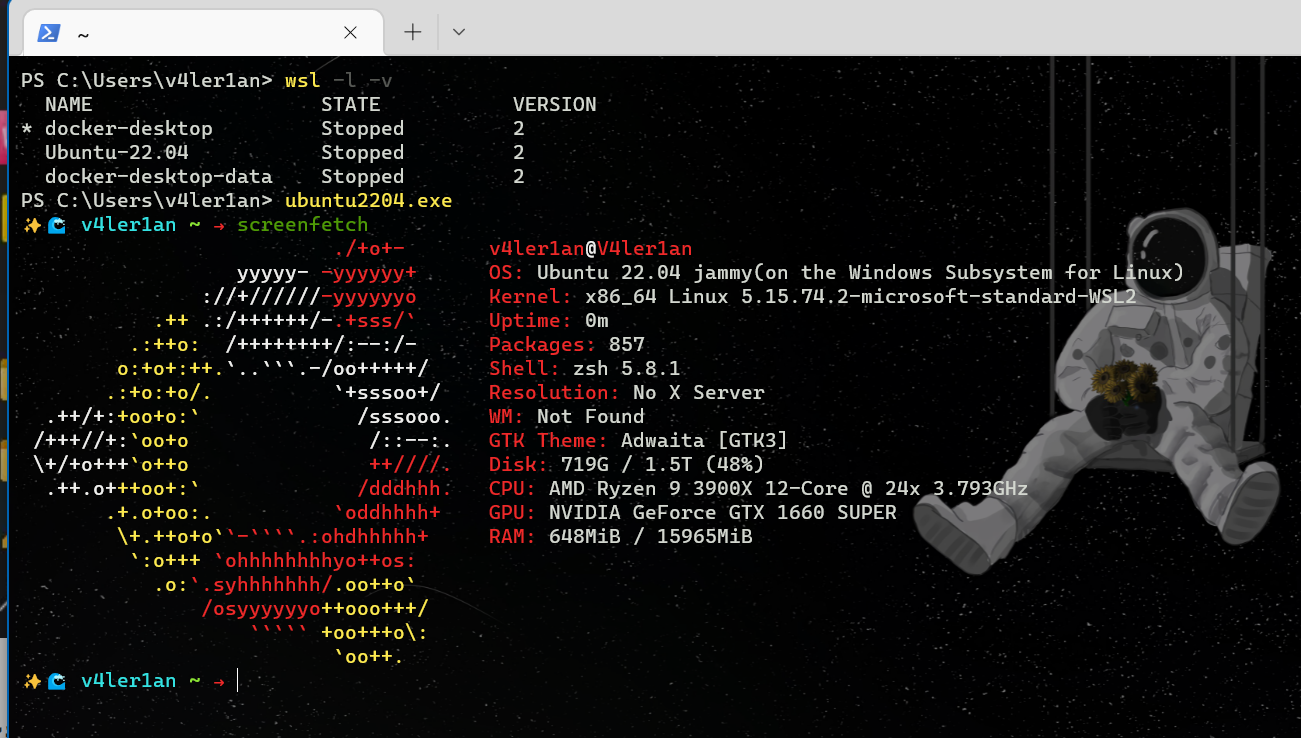 ~
PS C:\Users\v4ler1an> wsl -l -v
  NAME                   STATE           VERSION
* docker-desktop         Stopped         2
  Ubuntu-22.04           Stopped         2
  docker-desktop-data    Stopped         2
PS C:\Users\v4ler1an> ubuntu2204.exe
✨🌊 v4ler1an ~ → screenfetch
                          ./+o+-       v4ler1an@V4ler1an
                  yyyyy- -yyyyyy+      OS: Ubuntu 22.04 jammy(on the Windows Subsystem for Linux)
               ://+//////-yyyyyyo      Kernel: x86_64 Linux 5.15.74.2-microsoft-standard-WSL2
           .++ .:/++++++/-.+sss/`      Uptime: 0m
         .:++o:  /++++++++/:--:/-      Packages: 857
        o:+o+:++.`..```.-/oo+++++/     Shell: zsh 5.8.1
       .:+o:+o/.          `+sssoo+/    Resolution: No X Server
  .++/+:+oo+o:`             /sssooo.   WM: Not Found
 /+++//+:`oo+o               /::--:.   GTK Theme: Adwaita [GTK3]
 \+/+o+++`o++o               ++////.   Disk: 719G / 1.5T (48%)
  .++.o+++oo+:`             /dddhhh.   CPU: AMD Ryzen 9 3900X 12-Core @ 24x 3.793GHz
       .+.o+oo:.          `oddhhhh+    GPU: NVIDIA GeForce GTX 1660 SUPER
        \+.++o+o``-````.:ohdhhhhh+     RAM: 648MiB / 15965MiB
         `:o+++ `ohhhhhhhhyo++os:
           .o:`.syhhhhhhh/.oo++o`
               /osyyyyyyo++ooo+++/
                   ````` +oo+++o\:
                          `oo++.
✨🌊 v4ler1an ~ →